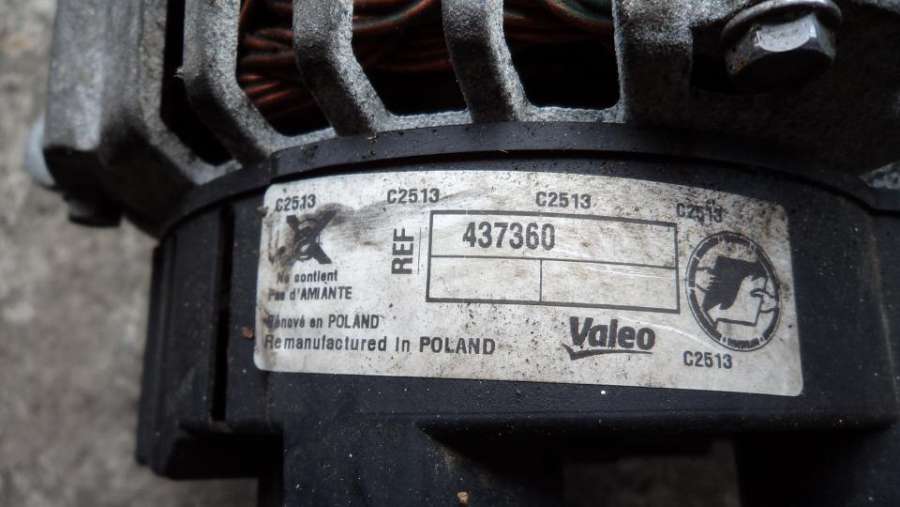 C2513 C2513 C2513 C2513
REF 437360
Ne contient
Pas d'AMIANTE
Rénové en POLAND
Remanufactured in POLAND
Valeo
C2513